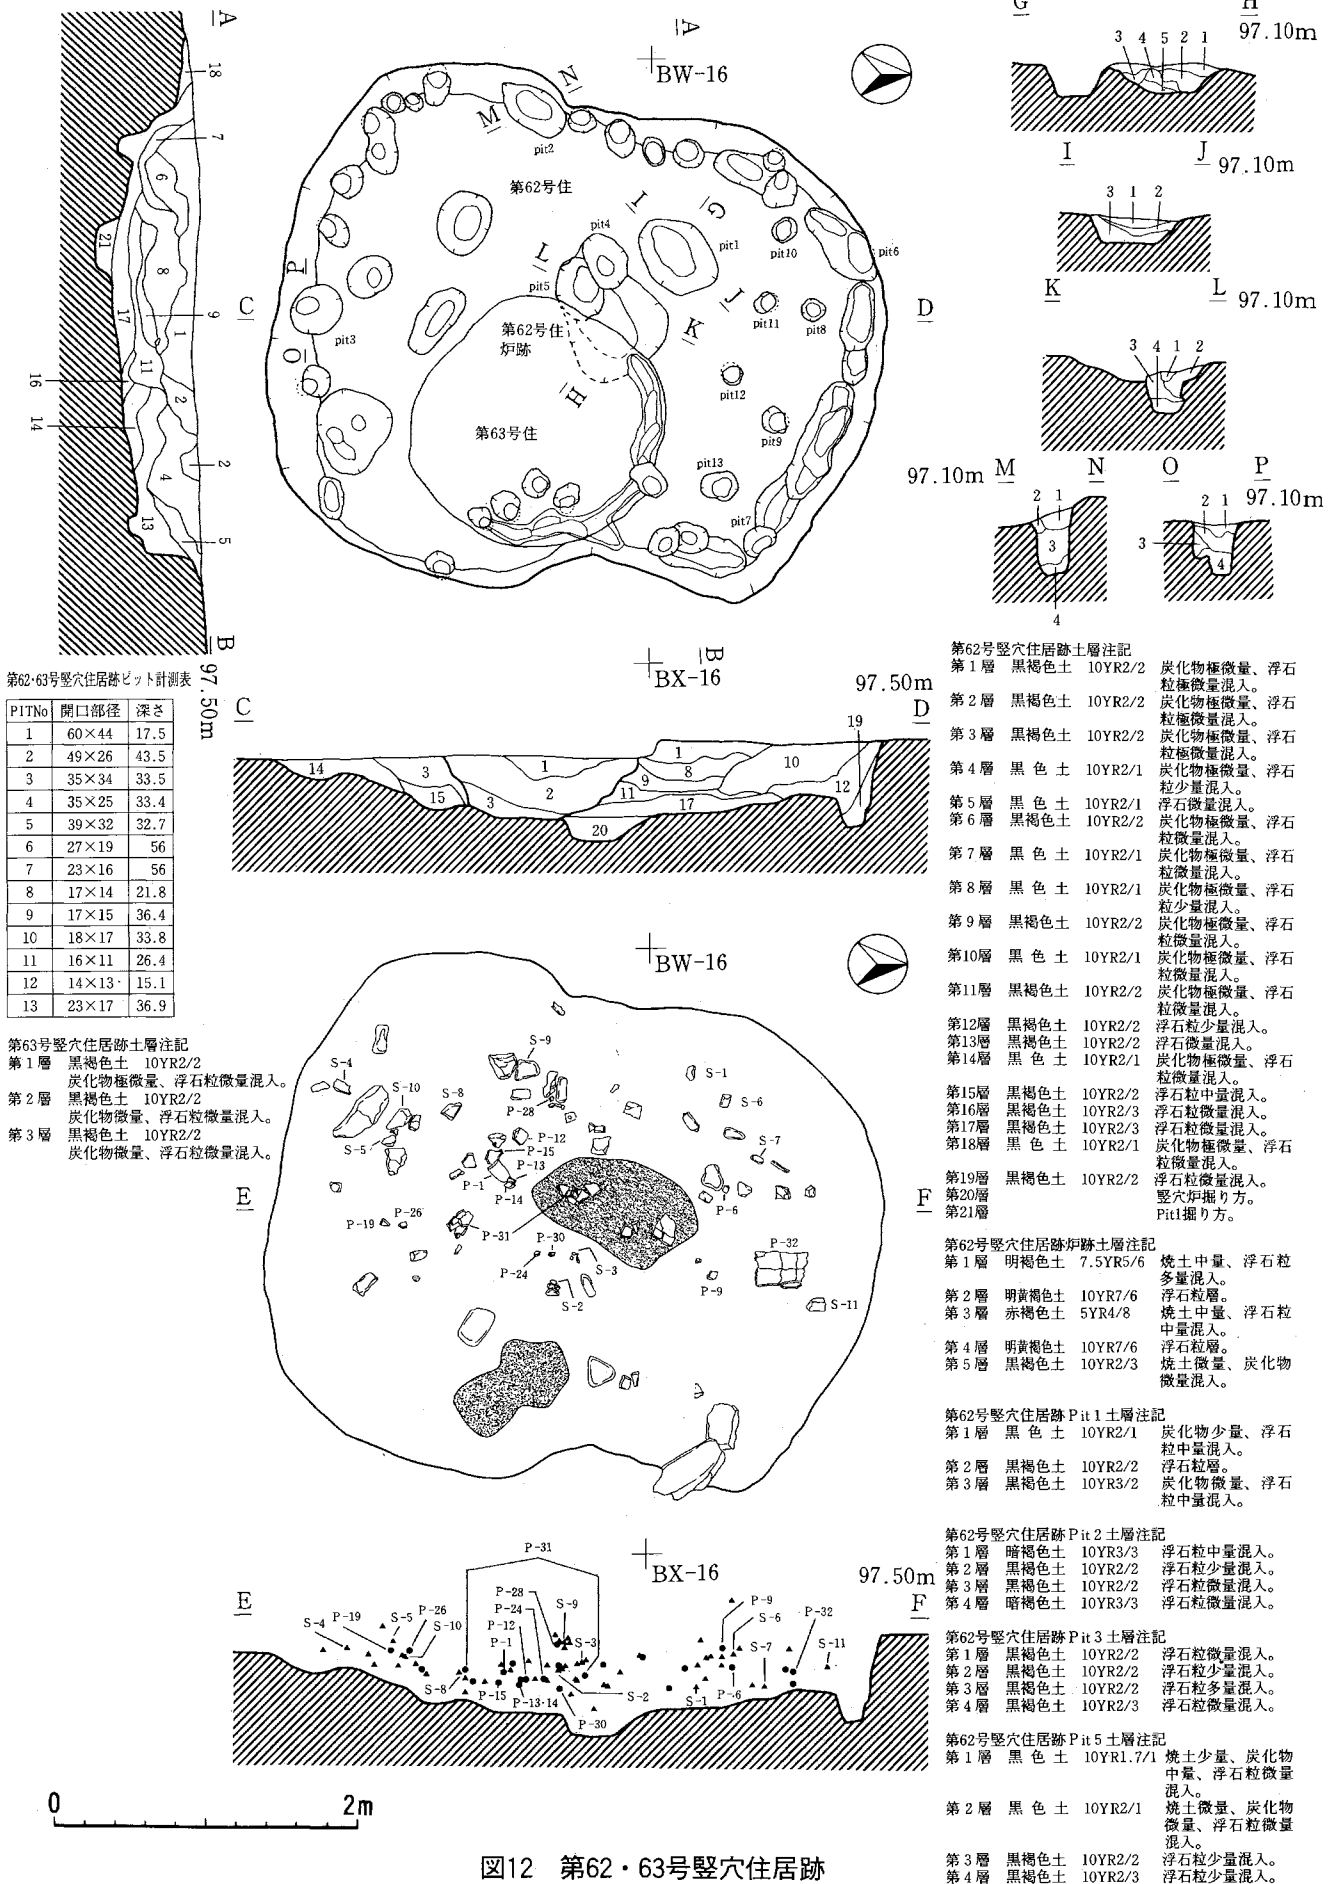 A
18
7
6
21
8
9
17
1
11
16
2
14
2
4
13
5
B
97.50m
A
BW-16
N
M
pit2
第62号住
I
G
pit4
pit1
pit10
pit6
L
pit5
P
J
C
D
pit11
pit8
第62号住
炉跡
K
pit3
O
H
pit12
第63号住
pit9
pit13
pit7
B
BX-16
G
H
97.10m
3 4 5 2 1
I
J 97.10m
3 1 2
K
L 97.10m
3 4 1 2
97.10m M
N
O
P
97.10m
2 1
3
4
2 1
3
4
第62・63号竪穴住居跡ピット計測表
PITNo 開口部径 深さ
1 60×44 17.5
2 49×26 43.5
3 35×34 33.5
4 35×25 33.4
5 39×32 32.7
6 27×19 56
7 23×16 56
8 17×14 21.8
9 17×15 36.4
10 18×17 33.8
11 16×11 26.4
12 14×13 15.1
13 23×17 36.9
第63号竪穴住居跡土層注記
第1層 黒褐色土 10YR2/2
炭化物極微量、浮石粒微量混入。
第2層 黒褐色土 10YR2/2
炭化物微量、浮石粒微量混入。
第3層 黒褐色土 10YR2/2
炭化物微量、浮石粒微量混入。
C
97.50m
D
19
14
3
15
1
2
3
1
8
9
11
17
10
12
20
BW-16
S-4
S-10
S-8
S-9
P-28
S-1
S-6
S-5
P-12
P-15
P-13
P-1
P-14
S-7
E
F
P-6
P-19
P-26
P-31
P-30
P-24
S-3
S-2
P-32
P-9
S-11
BX-16
97.50m
E
F
P-31
S-4
P-19
S-5
P-26
S-10
P-28
P-24
P-12
P-1
S-9
S-3
P-9
S-6
S-7
P-32
S-11
S-8
P-15
P-13・14
P-30
S-2
S-1
P-6
0 2m
第62号竪穴住居跡土層注記
第1層 黒褐色土 10YR2/2 炭化物極微量、浮石
粒極微量混入。
第2層 黒褐色土 10YR2/2 炭化物極微量、浮石
粒極微量混入。
第3層 黒褐色土 10YR2/2 炭化物極微量、浮石
粒極微量混入。
第4層 黒色土 10YR2/1 炭化物極微量、浮石
粒少量混入。
第5層 黒色土 10YR2/1 浮石微量混入。
第6層 黒褐色土 10YR2/2 炭化物極微量、浮石
粒微量混入。
第7層 黒色土 10YR2/1 炭化物極微量、浮石
粒微量混入。
第8層 黒色土 10YR2/1 炭化物極微量、浮石
粒少量混入。
第9層 黒褐色土 10YR2/2 炭化物極微量、浮石
粒微量混入。
第10層 黒色土 10YR2/1 炭化物極微量、浮石
粒微量混入。
第11層 黒褐色土 10YR2/2 炭化物極微量、浮石
粒微量混入。
第12層 黒褐色土 10YR2/2 浮石粒少量混入。
第13層 黒褐色土 10YR2/2 浮石微量混入。
第14層 黒色土 10YR2/1 炭化物極微量、浮石
粒微量混入。
第15層 黒褐色土 10YR2/2 浮石粒中量混入。
第16層 黒褐色土 10YR2/3 浮石粒微量混入。
第17層 黒褐色土 10YR2/3 浮石粒微量混入。
第18層 黒色土 10YR2/1 炭化物極微量、浮石
粒微量混入。
第19層 黒褐色土 10YR2/2 浮石粒微量混入。
第20層 竪穴炉掘り方。
第21層 Pit1掘り方。
第62号竪穴住居跡炉跡土層注記
第1層 明褐色土 7.5YR5/6 焼土中量、浮石粒
多量混入。
第2層 明黄褐色土 10YR7/6 浮石粒層。
第3層 赤褐色土 5YR4/8 焼土中量、浮石粒
中量混入。
第4層 明黄褐色土 10YR7/6 浮石粒層。
第5層 黒褐色土 10YR2/3 焼土微量、炭化物
微量混入。
第62号竪穴住居跡Pit1土層注記
第1層 黒色土 10YR2/1 炭化物少量、浮石
粒中量混入。
第2層 黒褐色土 10YR2/2 浮石粒層。
第3層 黒褐色土 10YR3/2 炭化物微量、浮石
粒中量混入。
第62号竪穴住居跡Pit2土層注記
第1層 暗褐色土 10YR3/3 浮石粒中量混入。
第2層 黒褐色土 10YR2/2 浮石粒少量混入。
第3層 黒褐色土 10YR2/2 浮石粒微量混入。
第4層 暗褐色土 10YR3/3 浮石粒微量混入。
第62号竪穴住居跡Pit3土層注記
第1層 黒褐色土 10YR2/2 浮石粒微量混入。
第2層 黒褐色土 10YR2/2 浮石粒少量混入。
第3層 黒褐色土 10YR2/2 浮石粒多量混入。
第4層 黒褐色土 10YR2/3 浮石粒微量混入。
第62号竪穴住居跡Pit5土層注記
第1層 黒色土 10YR1.7/1 焼土少量、炭化物
中量、浮石粒微量
混入。
第2層 黒色土 10YR2/1 焼土微量、炭化物
微量、浮石粒微量
混入。
第3層 黒褐色土 10YR2/2 浮石粒少量混入。
第4層 黒褐色土 10YR2/3 浮石粒少量混入。
図12 第62・63号竪穴住居跡